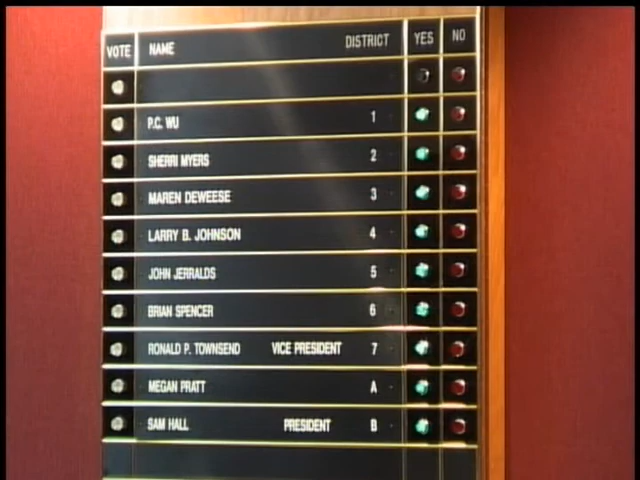 VOTE NAME DISTRICT YES NO
P.C. WU 1
SHERRI MYERS 2
MAREN DEWEESE 3
LARRY B. JOHNSON 4
JOHN JERRALDS 5
BRIAN SPENCER 6
RONALD P. TOWNSEND VICE PRESIDENT 7
MEGAN PRATT A
SAM HALL PRESIDENT B